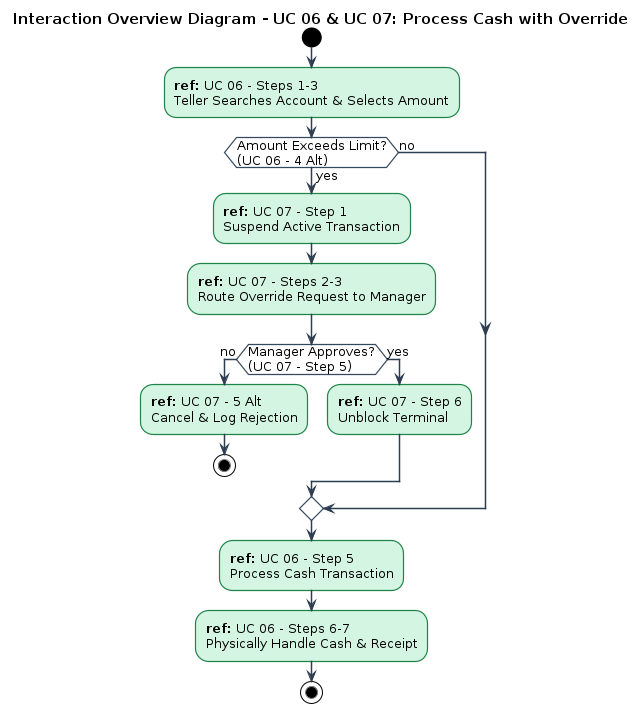 Interaction Overview Diagram - UC 06 & UC 07: Process Cash with Override
ref: UC 06 - Steps 1-3
Teller Searches Account & Selects Amount
Amount Exceeds Limit?
(UC 06 - 4 Alt)
no
yes
ref: UC 07 - Step 1
Suspend Active Transaction
ref: UC 07 - Steps 2-3
Route Override Request to Manager
no
Manager Approves?
(UC 07 - Step 5)
yes
ref: UC 07 - 5 Alt
Cancel & Log Rejection
ref: UC 07 - Step 6
Unblock Terminal
ref: UC 06 - Step 5
Process Cash Transaction
ref: UC 06 - Steps 6-7
Physically Handle Cash & Receipt